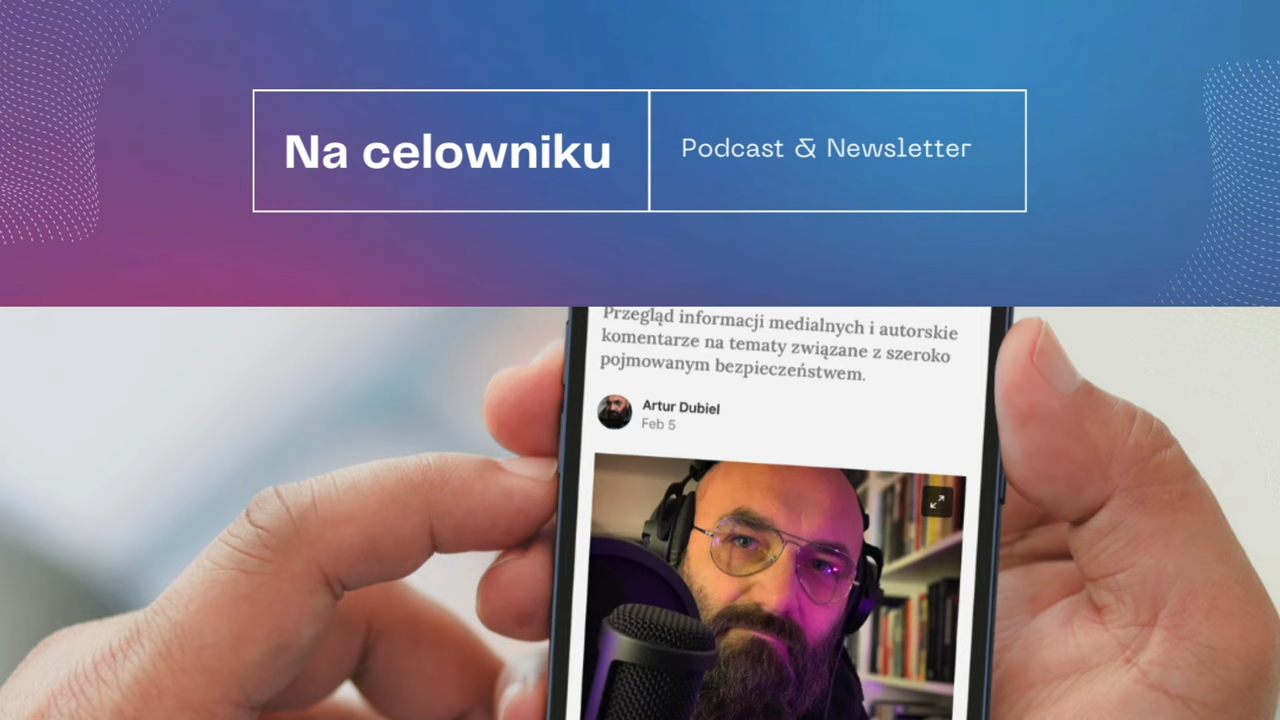 Na celowniku
Podcast & Newsletter
Przegląd informacji medialnych i autorskie
komentarze na tematy związane z szeroko
pojmowanym bezpieczeństwem.
Artur Dubiel
Feb 5